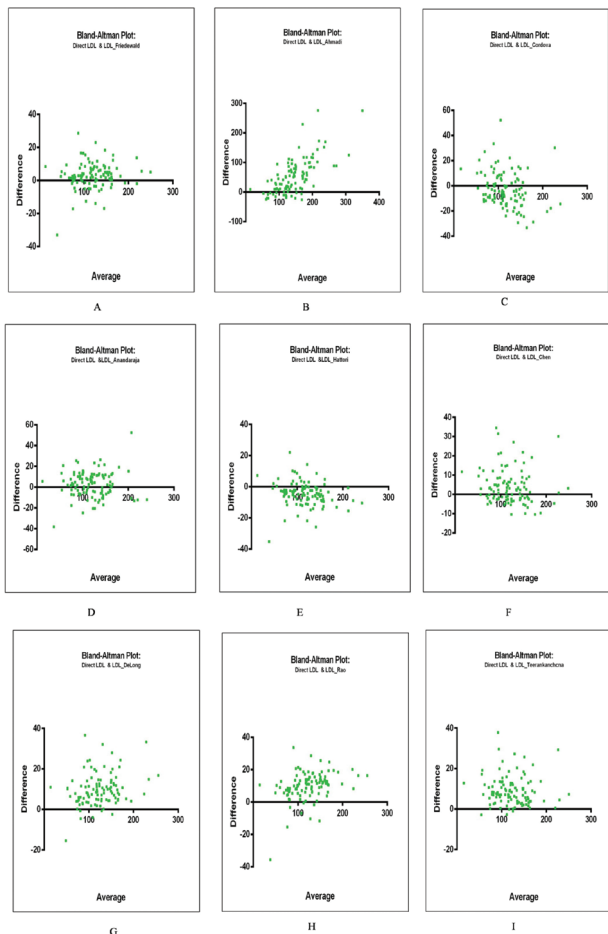 Bland-Altman Plot:
Direct LDL & LDL_Friedewald
Difference
40
20
0
-20
-40
100
200
300
Average
A
Bland-Altman Plot:
Direct LDL & LDL_Ahmadi
Difference
300
200
100
0
-100
100
200
300
400
Average
B
Bland-Altman Plot:
Direct LDL & LDL_Cordova
Difference
60
40
20
0
-20
-40
100
200
300
Average
C
Bland-Altman Plot:
Direct LDL &LDL_Anandaraja
Difference
60
40
20
0
-20
-40
-60
100
200
300
Average
D
Bland-Altman Plot:
Direct LDL &LDL_Hattori
Difference
40
20
0
-20
-40
100
200
300
Average
E
Bland-Altman Plot:
Direct LDL & LDL_Chen
Difference
40
30
20
10
0
-10
-20
100
200
300
Average
F
Bland-Altman Plot:
Direct LDL & LDL_DeLong
Difference
40
20
0
-20
100
200
300
Average
G
Bland-Altman Plot:
Direct LDL & LDL_Rao
Difference
40
20
0
-20
-40
100
200
300
Average
H
Bland-Altman Plot:
Direct LDL & LDL_Teerankanchcna
Difference
40
20
0
-20
100
200
300
Average
I